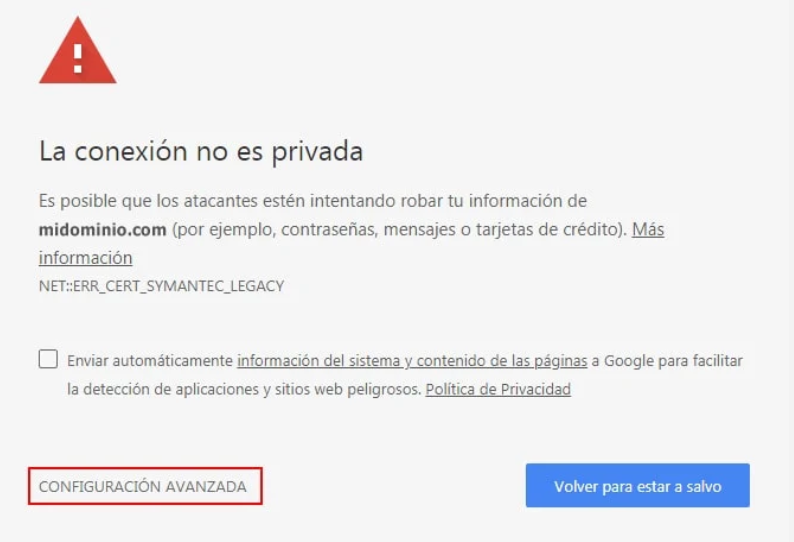 La conexión no es privada
Es posible que los atacantes estén intentando robar tu información de
midominio.com (por ejemplo, contraseñas, mensajes o tarjetas de crédito). Más
información
NET::ERR_CERT_SYMANTEC_LEGACY
Enviar automáticamente información del sistema y contenido de las páginas a Google para facilitar
la detección de aplicaciones y sitios web peligrosos. Política de Privacidad
CONFIGURACIÓN AVANZADA
Volver para estar a salvo